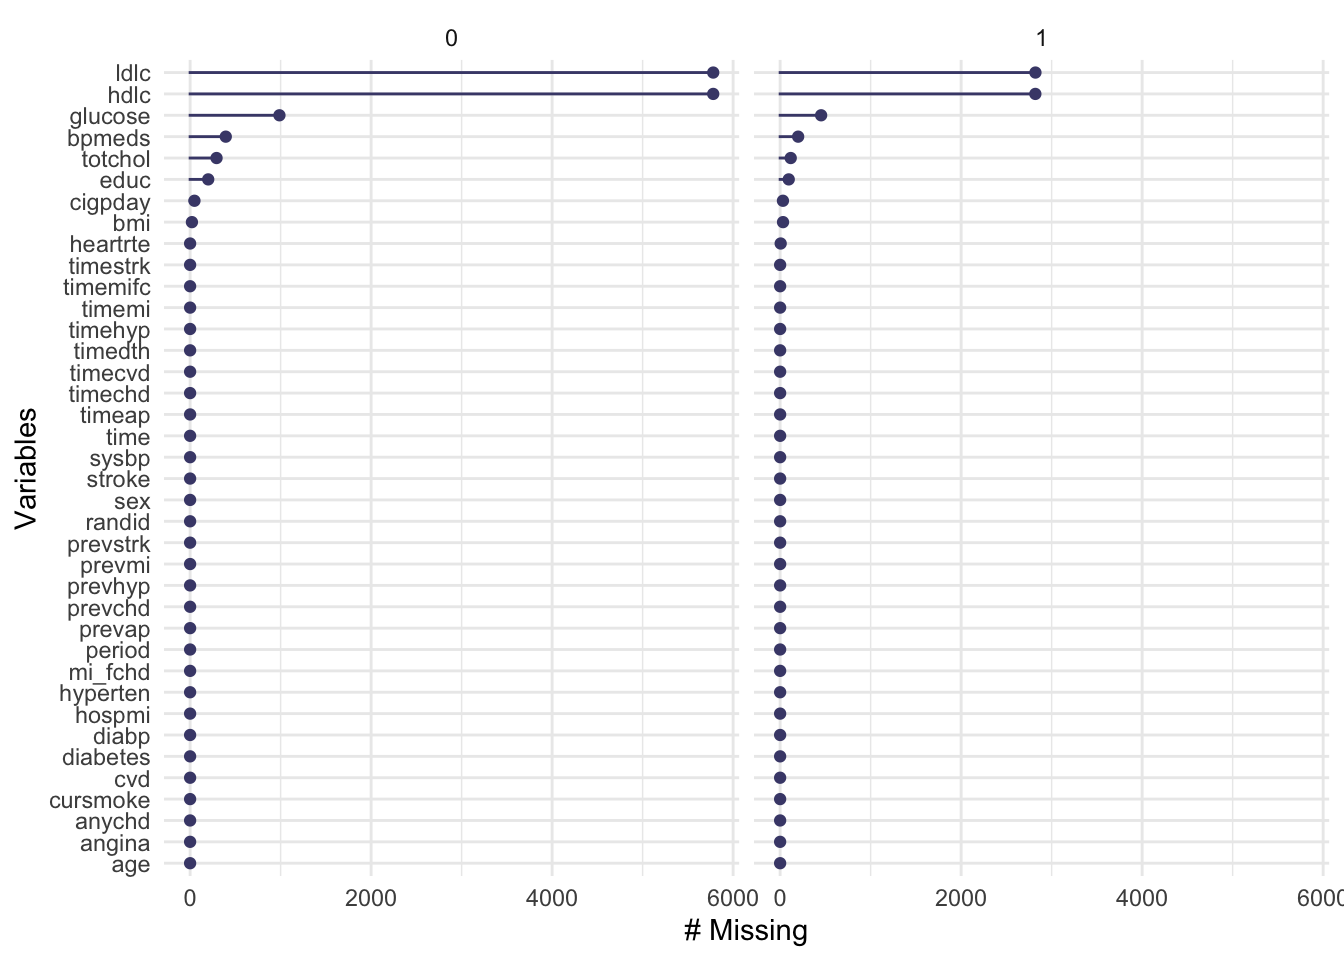 0
1
ldlc
hdlc
glucose
bpmeds
totchol
educ
cigpday
bmi
heartrte
timestrk
timemifc
timemi
timehyp
timedth
timecvd
timechd
timeap
time
sysbp
stroke
sex
randid
prevstrk
prevmi
prevhyp
prevchd
prevap
period
mi_fchd
hyperten
hospmi
diabp
diabetes
cvd
cursmoke
anychd
angina
age
Variables
0 2000 4000 6000 0 2000 4000 6000
# Missing